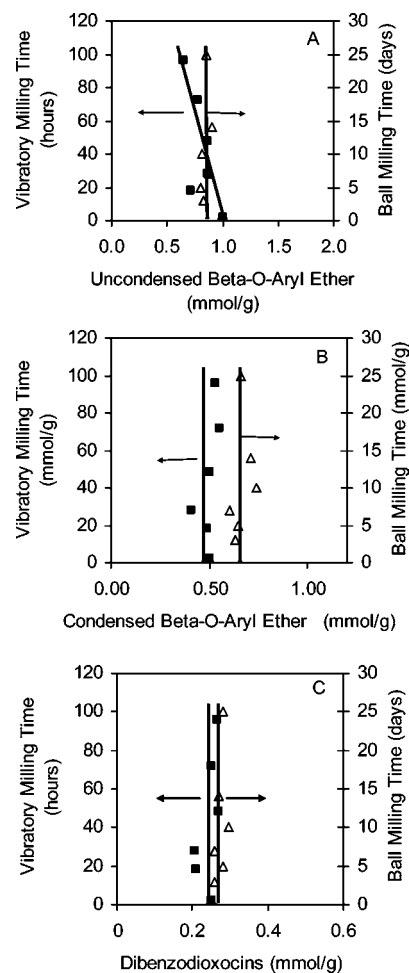 A
120
100
80
60
40
20
0
30
25
20
15
10
5
0
0.0 0.5 1.0 1.5 2.0
Vibratory Milling Time
(hours)
Ball Milling Time (days)
Uncondensed Beta-O-Aryl Ether
(mmol/g)
B
120
100
80
60
40
20
0
30
25
20
15
10
5
0
0.00 0.50 1.00
Vibratory Milling Time
mmol/g)
Ball Milling Time (mmol/g)
Condensed Beta-O-Aryl Ether (mmol/g)
C
120
100
80
60
40
20
0
30
25
20
15
10
5
0
0 0.2 0.4 0.6
Vibratory Milling Time
(hours)
Ball Milling Time (days)
Dibenzodioxocins (mmol/g)